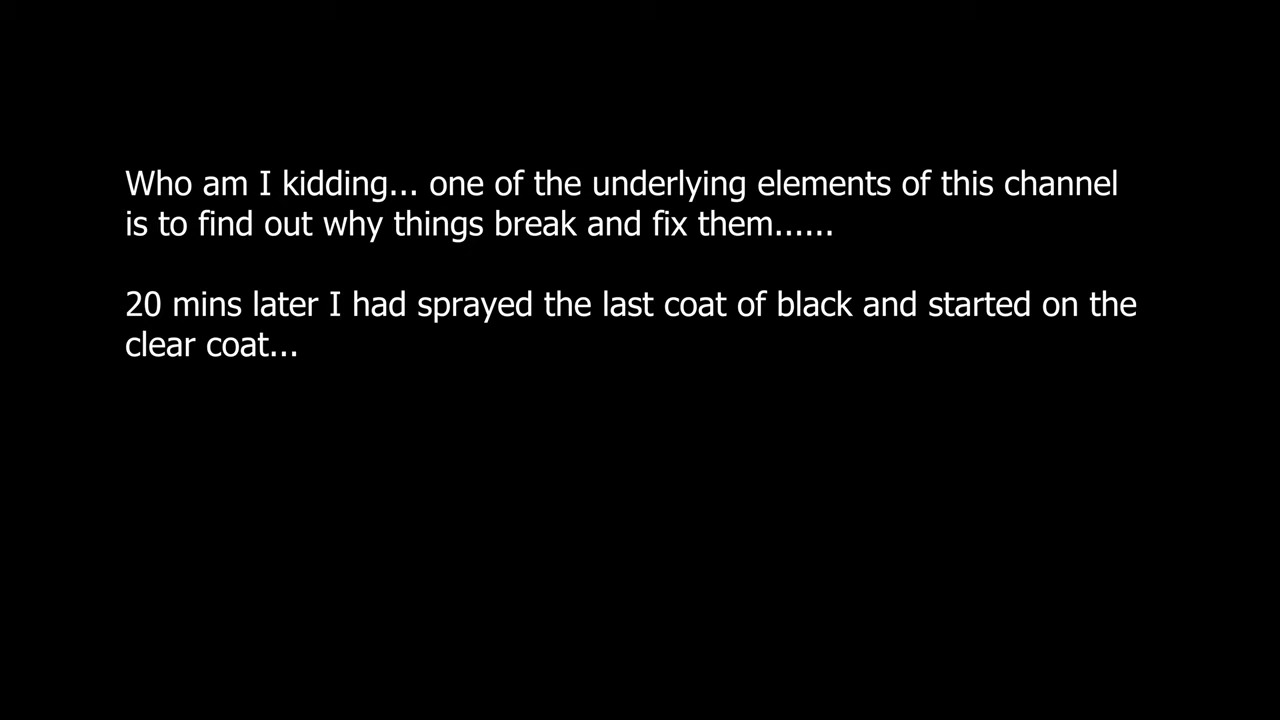 Who am I kidding... one of the underlying elements of this channel
is to find out why things break and fix them......
20 mins later I had sprayed the last coat of black and started on the
clear coat...